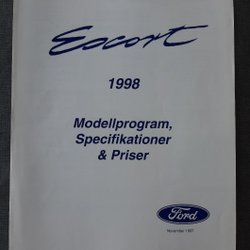 Escort
1998
Modellprogram,
Specifikationer
& Priser
Ford
November 1997